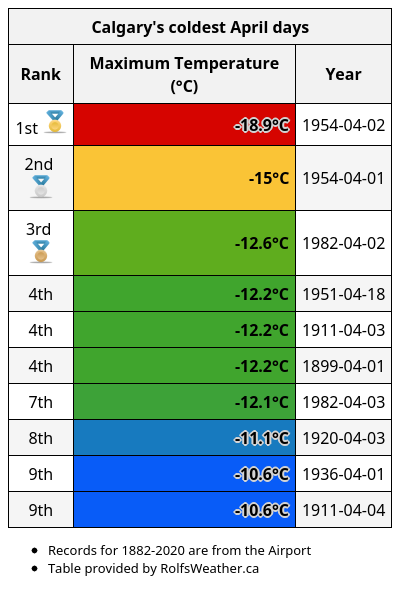 Calgary's coldest April days
Rank Maximum Temperature (°C) Year
1st -18.9°C 1954-04-02
2nd -15°C 1954-04-01
3rd -12.6°C 1982-04-02
4th -12.2°C 1951-04-18
4th -12.2°C 1911-04-03
4th -12.2°C 1899-04-01
7th -12.1°C 1982-04-03
8th -11.1°C 1920-04-03
9th -10.6°C 1936-04-01
9th -10.6°C 1911-04-04
• Records for 1882-2020 are from the Airport
• Table provided by RolfsWeather.ca